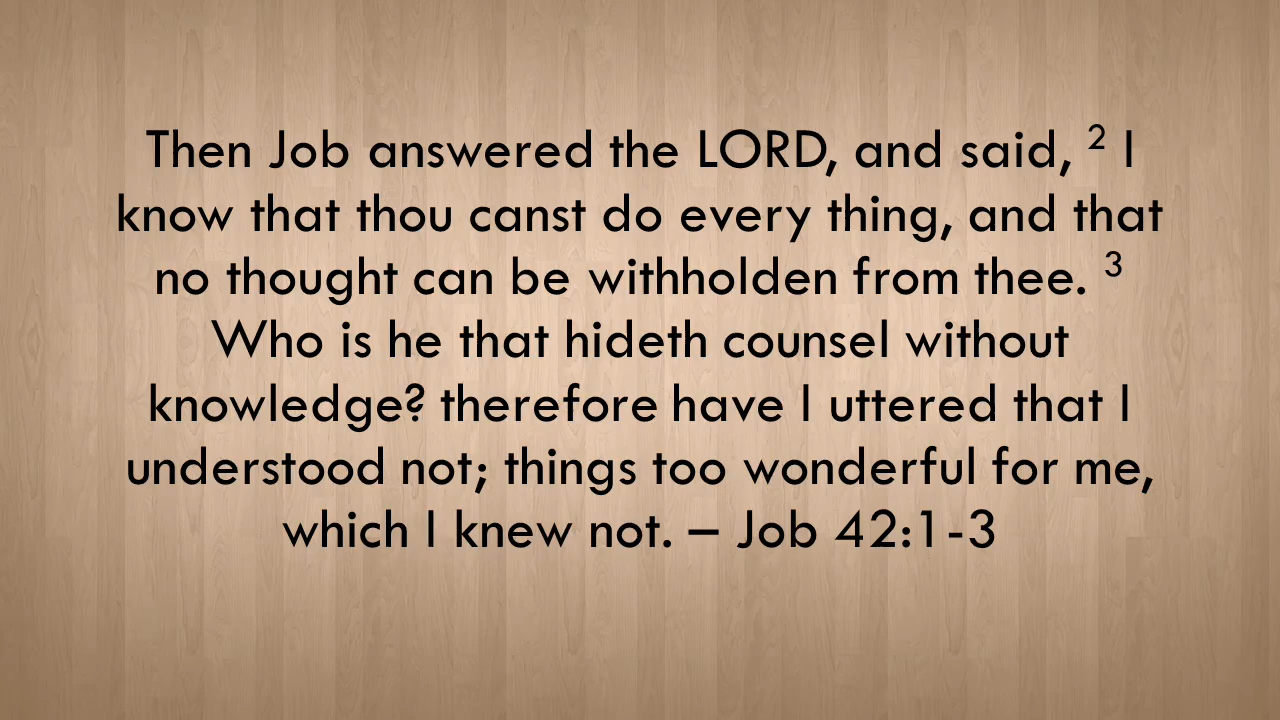 Then Job answered the LORD, and said, ² I
know that thou canst do every thing, and that
no thought can be withholden from thee. ³
Who is he that hideth counsel without
knowledge? therefore have I uttered that I
understood not; things too wonderful for me,
which I knew not. – Job 42:1-3